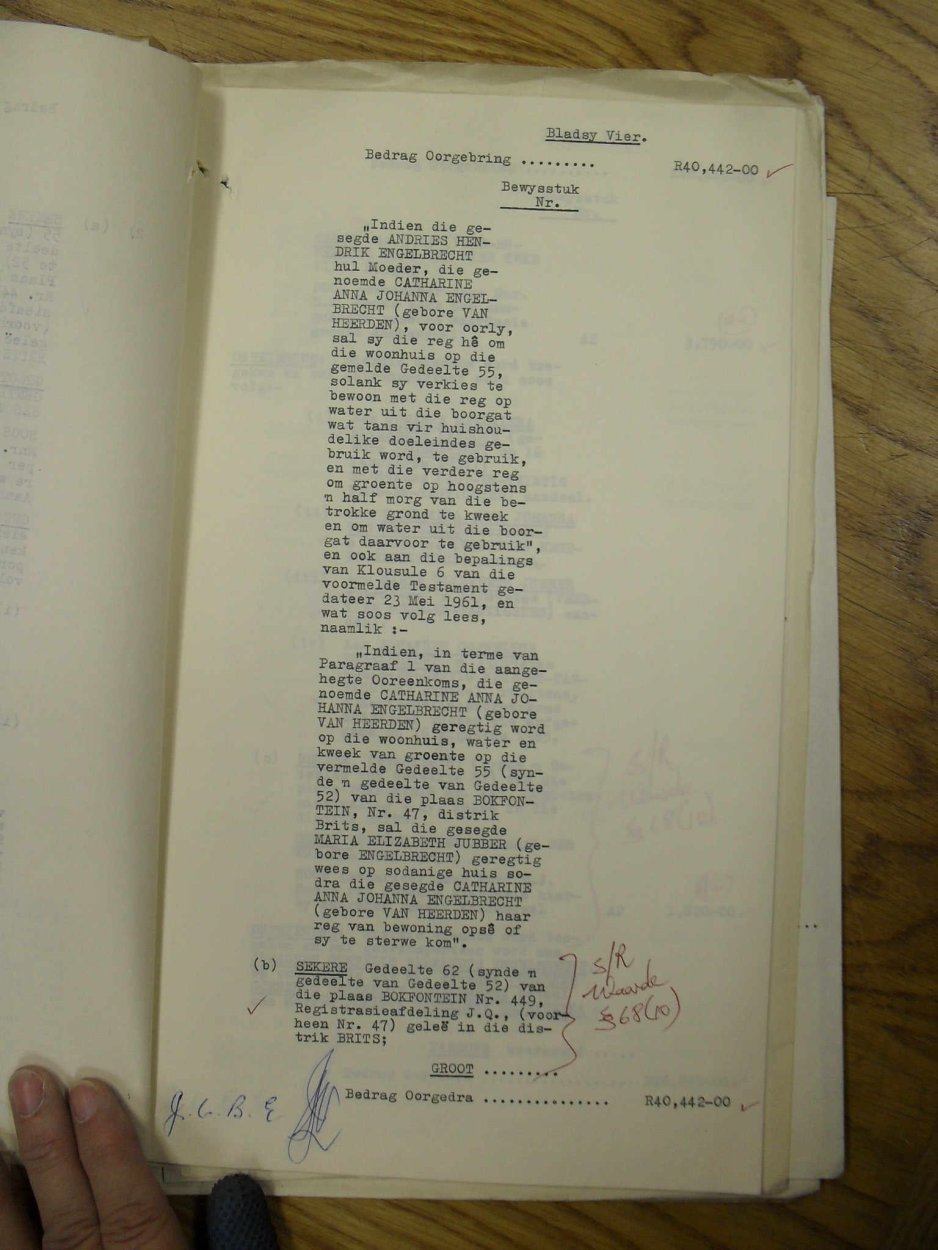 Bladsy Vier.
Bedrag Oorgebring ......... R40,442-00
Bewysstuk
Nr.
„Indien die ge-
segde ANDRIES HEN-
DRIK ENGELBRECHT
hul Moeder, die ge-
noemde CATHARINE
ANNA JOHANNA ENGEL-
BRECHT (gebore VAN
HEERDEN), voor oorly,
sal sy die reg hê om
die woonhuis op die
gemelde Gedeelte 55,
solank sy verkies te
bewoon met die reg op
water uit die boorgat
wat tans vir huishou-
delike doeleindes ge-
bruik word, te gebruik,
en met die verdere reg
om groente op hoogstens
'n half morg van die be-
trokke grond te kweek
en om water uit die boor-
gat daarvoor te gebruik",
en ook aan die bepalings
van Klousule 6 van die
voormelde Testament ge-
dateer 23 Mei 1961, en
wat soos volg lees,
naamlik :-
„Indien, in terme van
Paragraaf 1 van die aange-
hegte Ooreenkoms, die ge-
noemde CATHARINE ANNA JO-
HANNA ENGELBRECHT (gebore
VAN HEERDEN) geregtig word
op die woonhuis, water en
kweek van groente op die
vermelde Gedeelte 55 (syn-
de 'n gedeelte van Gedeelte
52) van die plaas BOKFON-
TEIN, Nr. 47, distrik
Brits, sal die gesegde
MARIA ELIZABETH JUBBER (ge-
bore ENGELBRECHT) geregtig
wees op sodanige huis so-
dra die gesegde CATHARINE
ANNA JOHANNA ENGELBRECHT
(gebore VAN HEERDEN) haar
reg van bewoning opsê of
sy te sterwe kom".
(b) SEKERE Gedeelte 62 (synde 'n
gedeelte van Gedeelte 52) van
die plaas BOKFONTEIN Nr. 449,
Registrasieafdeling J.Q., (voor-
heen Nr. 47) geleë in die dis-
trik BRITS;
S/R
Waarde
68(10)
GROOT .........
Bedrag Oorgedra ............... R40,442-00
J. C. B. E